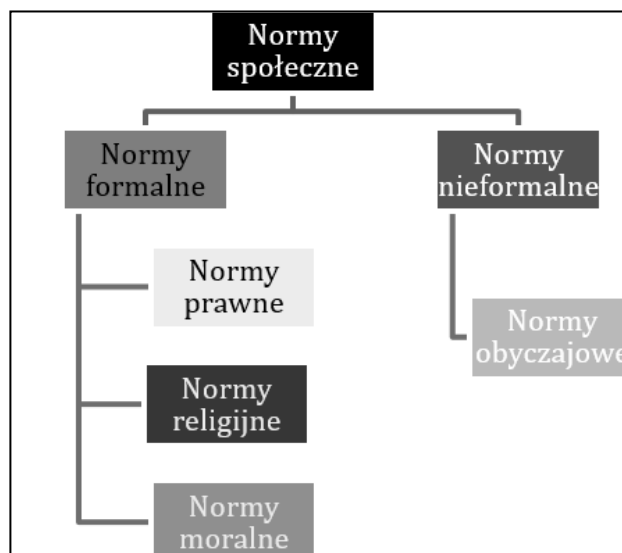 Normy
społeczne
Normy
formalne
Normy
nieformalne
Normy
prawne
Normy
obyczajowe
Normy
religijne
Normy
moralne